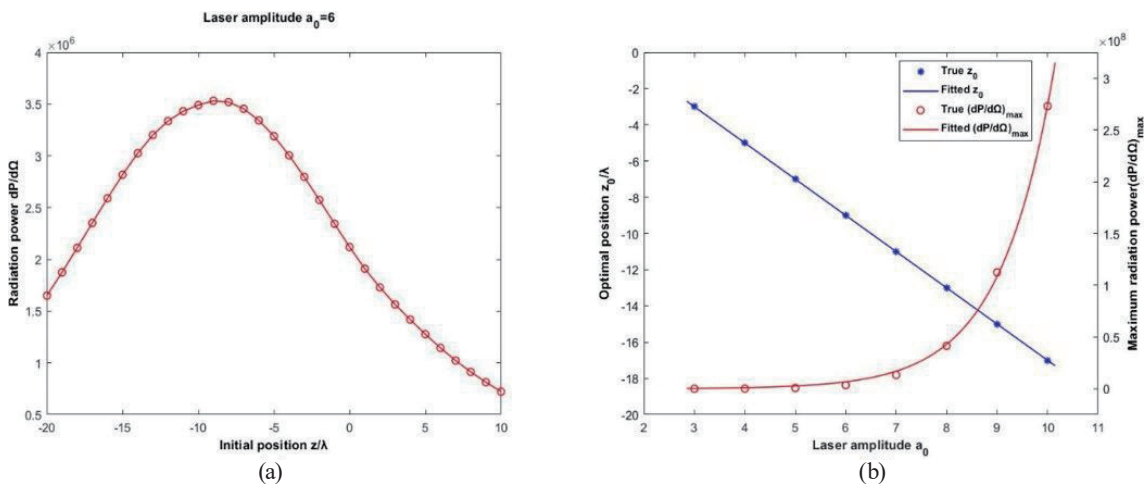 Laser amplitude a0=6
×10^6
4
3.5
3
2.5
2
1.5
1
0.5
-20 -15 -10 -5 0 5 10
Radiation power dP/dΩ
Initial position z/λ
(a)
×10^8
0
-2
-4
-6
-8
-10
-12
-14
-16
-18
-20
True z0
Fitted z0
True (dP/dΩ)max
Fitted (dP/dΩ)max
3
2.5
2
1.5
1
0.5
0
2 3 4 5 6 7 8 9 10 11
Optimal position z0/λ
Maximum radiation power(dP/dΩ)max
Laser amplitude a0
(b)